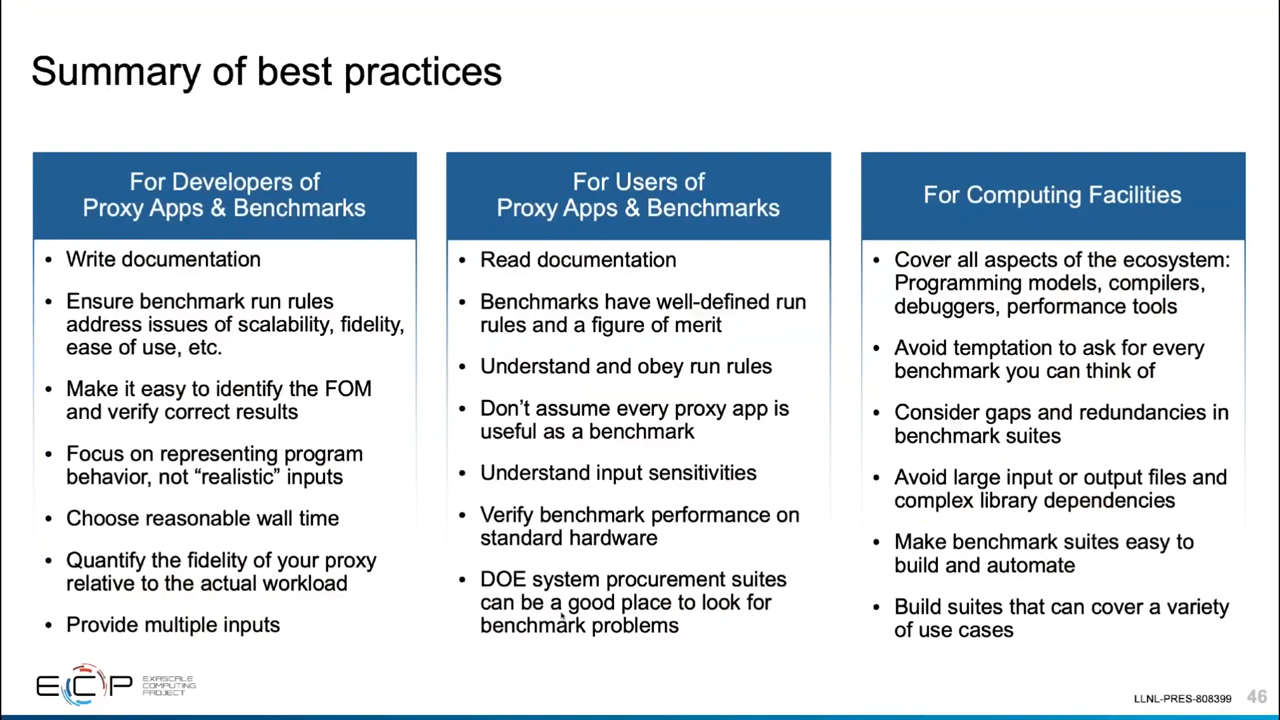 Summary of best practices
For Developers of
Proxy Apps & Benchmarks
• Write documentation
• Ensure benchmark run rules
address issues of scalability, fidelity,
ease of use, etc.
• Make it easy to identify the FOM
and verify correct results
• Focus on representing program
behavior, not “realistic” inputs
• Choose reasonable wall time
• Quantify the fidelity of your proxy
relative to the actual workload
• Provide multiple inputs
For Users of
Proxy Apps & Benchmarks
• Read documentation
• Benchmarks have well-defined run
rules and a figure of merit
• Understand and obey run rules
• Don’t assume every proxy app is
useful as a benchmark
• Understand input sensitivities
• Verify benchmark performance on
standard hardware
• DOE system procurement suites
can be a good place to look for
benchmark problems
For Computing Facilities
• Cover all aspects of the ecosystem:
Programming models, compilers,
debuggers, performance tools
• Avoid temptation to ask for every
benchmark you can think of
• Consider gaps and redundancies in
benchmark suites
• Avoid large input or output files and
complex library dependencies
• Make benchmark suites easy to
build and automate
• Build suites that can cover a variety
of use cases
ECP
EXASCALE
COMPUTING
PROJECT
LLNL-PRES-808399
46